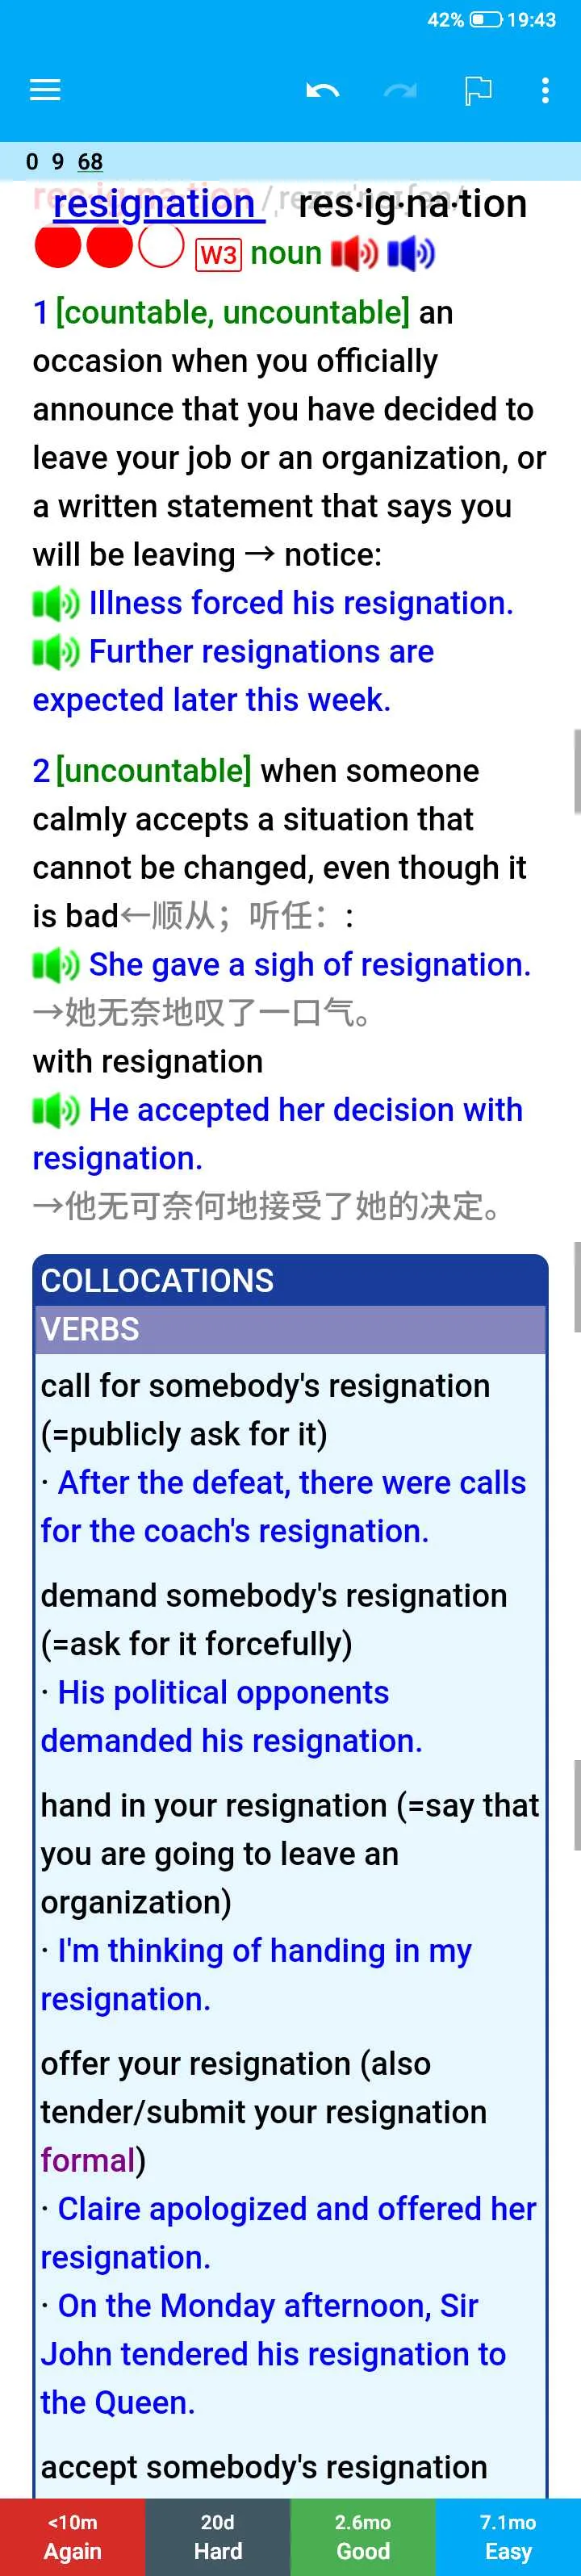 42% 19:43
0 9 68
resignation res·ig·na·tion
W3 noun
1 [countable, uncountable] an
occasion when you officially
announce that you have decided to
leave your job or an organization, or
a written statement that says you
will be leaving → notice:
Illness forced his resignation.
Further resignations are
expected later this week.
2 [uncountable] when someone
calmly accepts a situation that
cannot be changed, even though it
is bad←顺从；听任：:
She gave a sigh of resignation.
→她无奈地叹了一口气。
with resignation
He accepted her decision with
resignation.
→他无可奈何地接受了她的决定。
COLLOCATIONS
VERBS
call for somebody's resignation
(=publicly ask for it)
· After the defeat, there were calls
for the coach's resignation.
demand somebody's resignation
(=ask for it forcefully)
· His political opponents
demanded his resignation.
hand in your resignation (=say that
you are going to leave an
organization)
· I'm thinking of handing in my
resignation.
offer your resignation (also
tender/submit your resignation
formal)
· Claire apologized and offered her
resignation.
· On the Monday afternoon, Sir
John tendered his resignation to
the Queen.
accept somebody's resignation
<10m 20d 2.6mo 7.1mo
Again Hard Good Easy